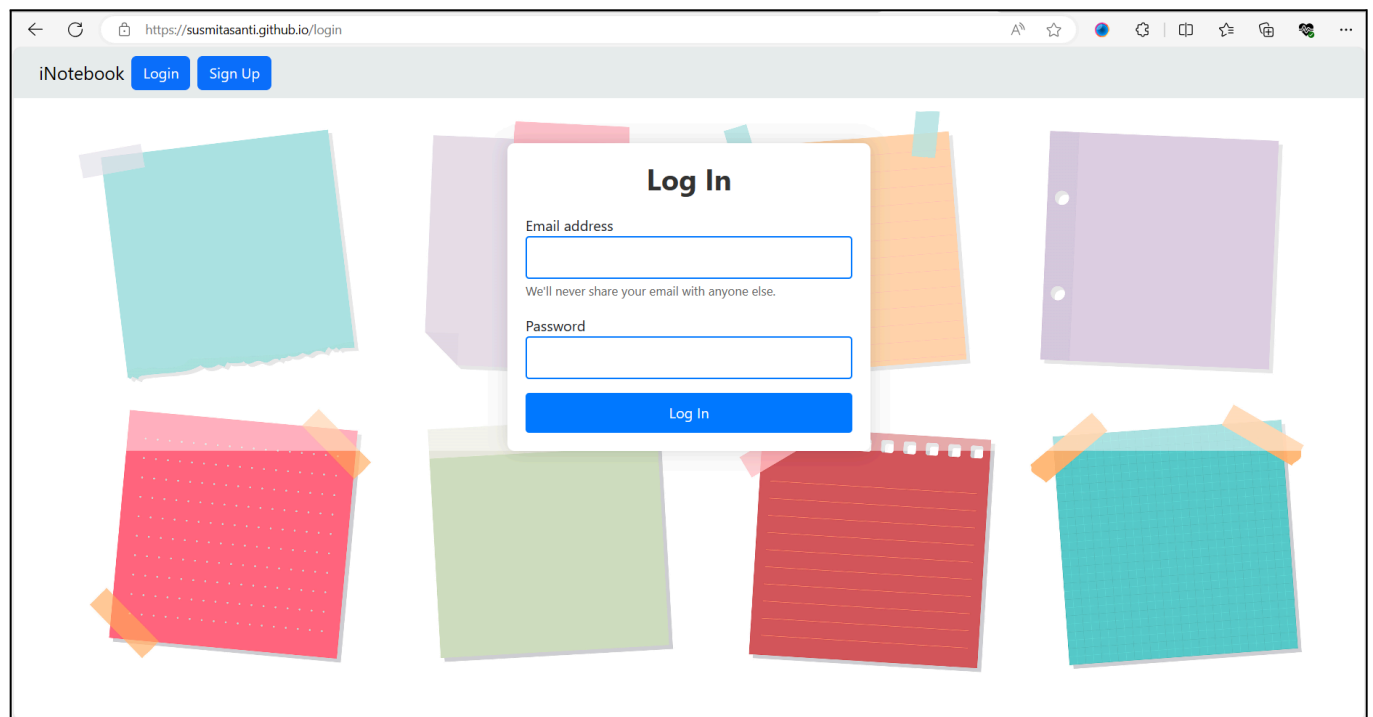 https://susmitasanti.github.io/login
iNotebook Login Sign Up
Log In
Email address
We'll never share your email with anyone else.
Password
Log In